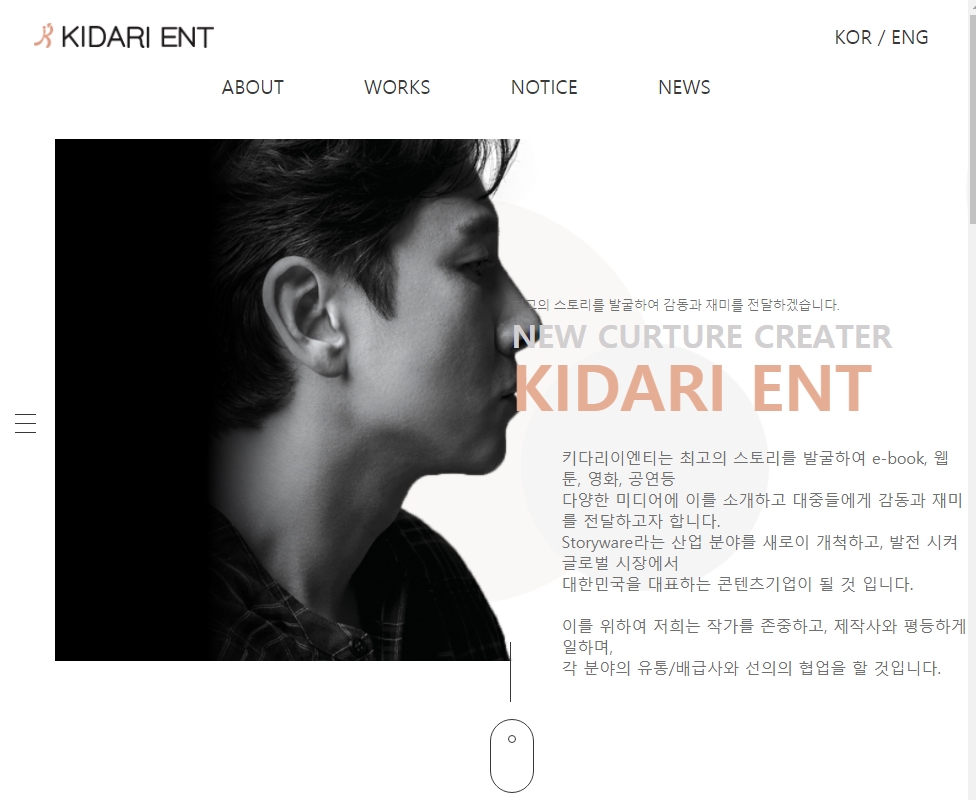 KIDARI ENT
KOR / ENG
ABOUT WORKS NOTICE NEWS
스토리를 발굴하여 감동과 재미를 전달하겠습니다.
NEW CURTURE CREATER
KIDARI ENT
키다리이엔티는 최고의 스토리를 발굴하여 e-book, 웹
툰, 영화, 공연등
다양한 미디어에 이를 소개하고 대중들에게 감동과 재미
를 전달하고자 합니다.
Storyware라는 산업 분야를 새로이 개척하고, 발전 시켜
글로벌 시장에서
대한민국을 대표하는 콘텐츠기업이 될 것 입니다.
이를 위하여 저희는 작가를 존중하고, 제작사와 평등하게
일하며,
각 분야의 유통/배급사와 선의의 협업을 할 것입니다.